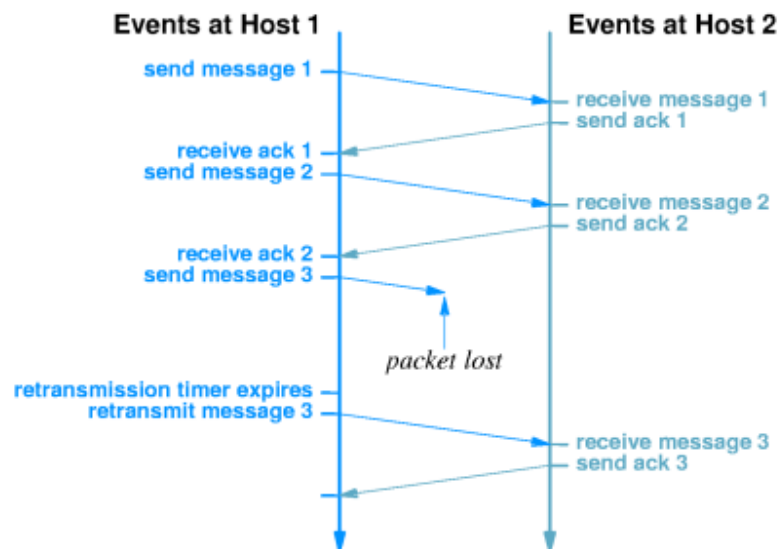 Events at Host 1
Events at Host 2
send message 1
receive message 1
send ack 1
receive ack 1
send message 2
receive message 2
send ack 2
receive ack 2
send message 3
packet lost
retransmission timer expires
retransmit message 3
receive message 3
send ack 3